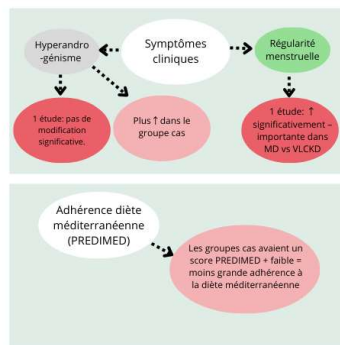 Symptômes
cliniques
Hyperandro
-génisme
Régularité
menstruelle
1 étude: pas de
modification
significative.
Plus ↑ dans le
groupe cas
1 étude: ↑
significativement –
importante dans
MD vs VLCKD
Adhérence diète
méditerranéenne
(PREDIMED)
Les groupes cas avaient un
score PREDIMED + faible =
moins grande adhérence à
la diète méditerranéenne